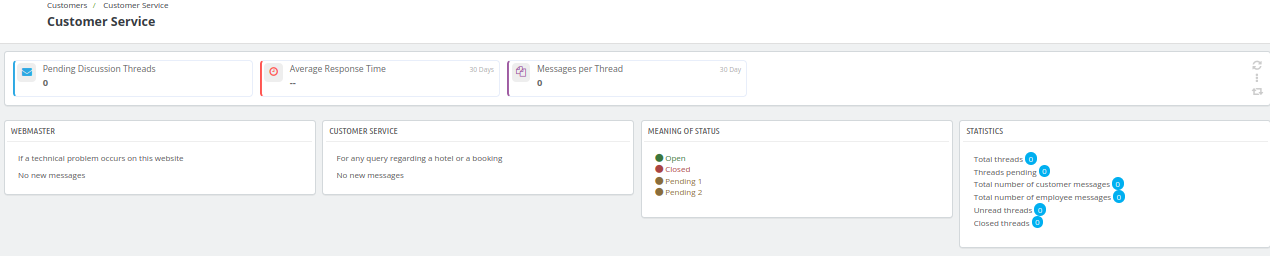 Customers / Customer Service
Customer Service
Pending Discussion Threads
0
Average Response Time 30 Days
--
Messages per Thread 30 Day
0
WEBMASTER
If a technical problem occurs on this website
No new messages
CUSTOMER SERVICE
For any query regarding a hotel or a booking
No new messages
MEANING OF STATUS
Open
Closed
Pending 1
Pending 2
STATISTICS
Total threads 0
Threads pending 0
Total number of customer messages 0
Total number of employee messages 0
Unread threads 0
Closed threads 0